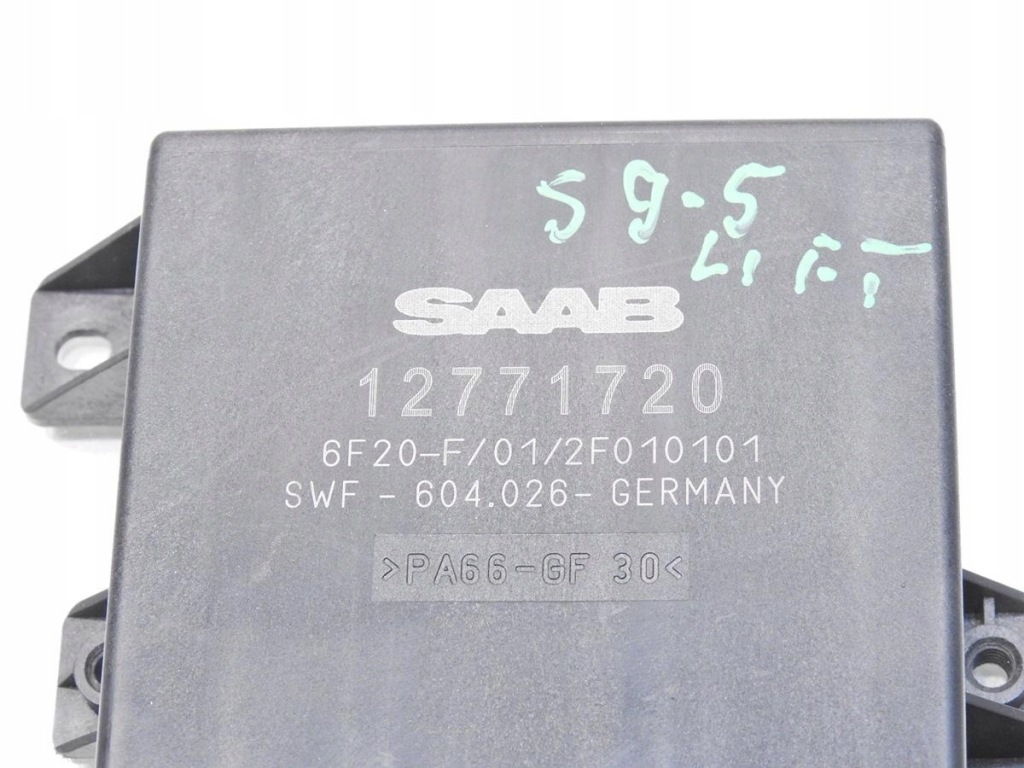 S 9-5
LIFT
SAAB
12771720
6F20-F/01/2F010101
SWF - 604.026- GERMANY
>PA66-GF 30<